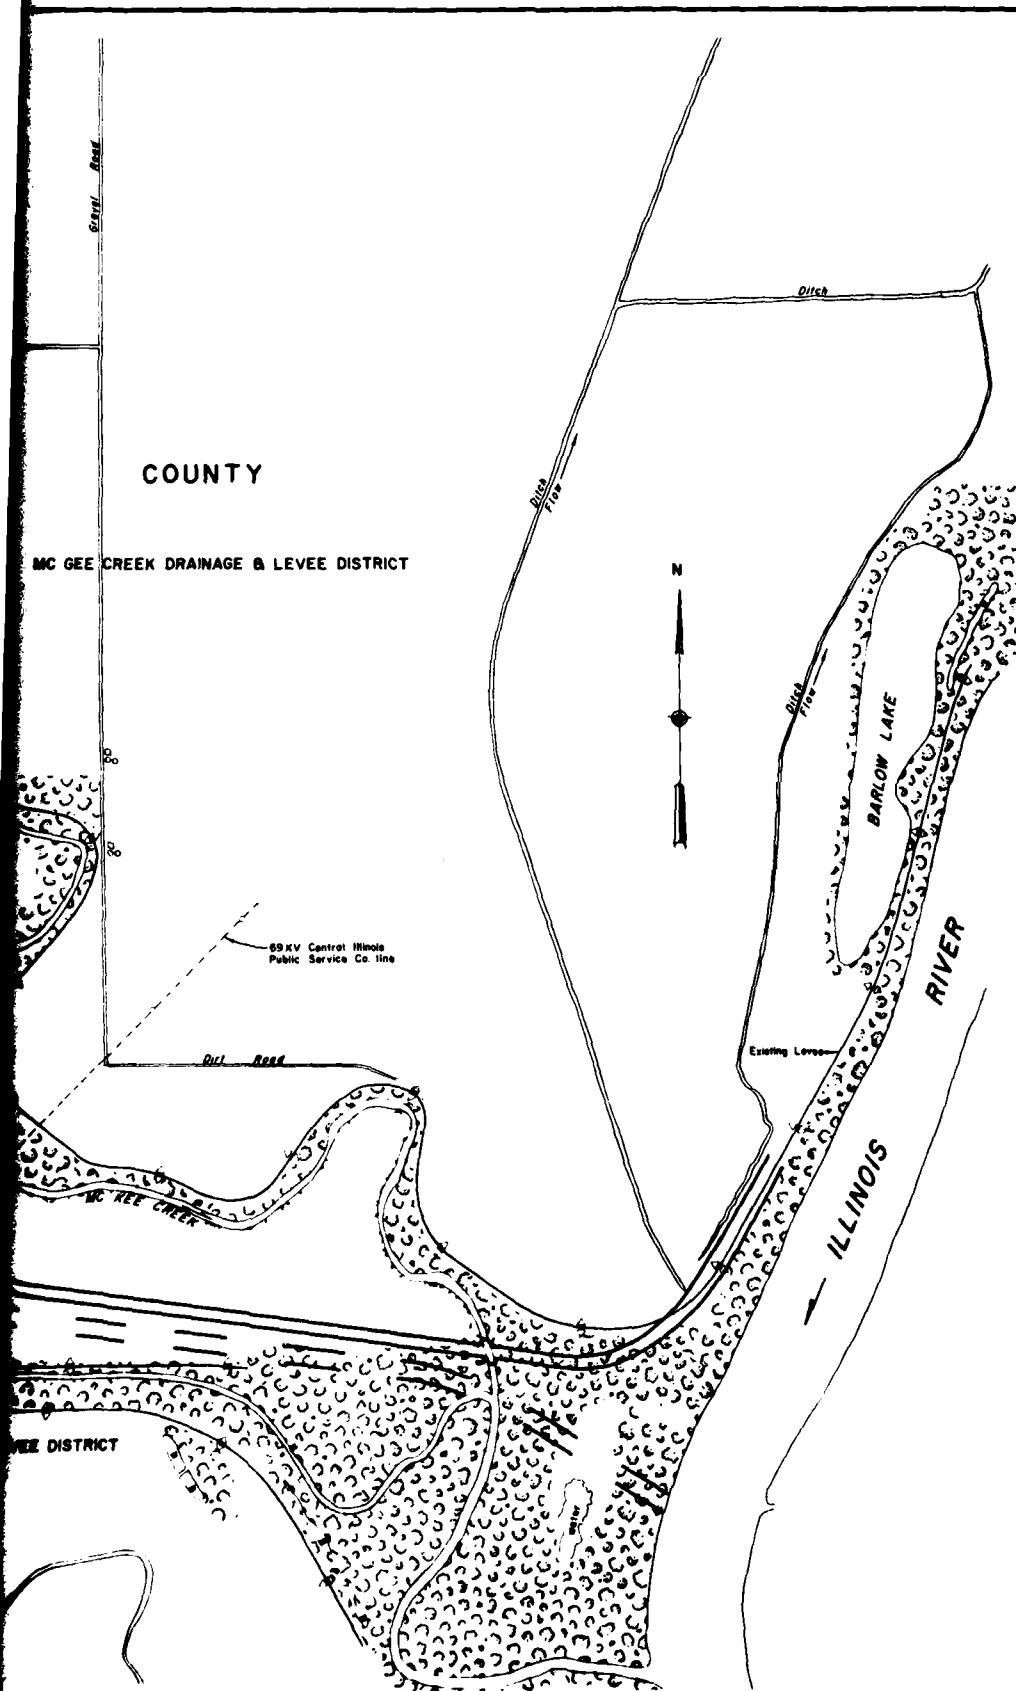 Gravel Road
Ditch
COUNTY
Ditch
Flow
MC GEE CREEK DRAINAGE & LEVEE DISTRICT
N
Ditch
Flow
BARLOW LAKE
69 KV Central Illinois
Public Service Co. line
RIVER
Existing Levee
Dirt Road
ILLINOIS
MC KEE CREEK
DISTRICT
water